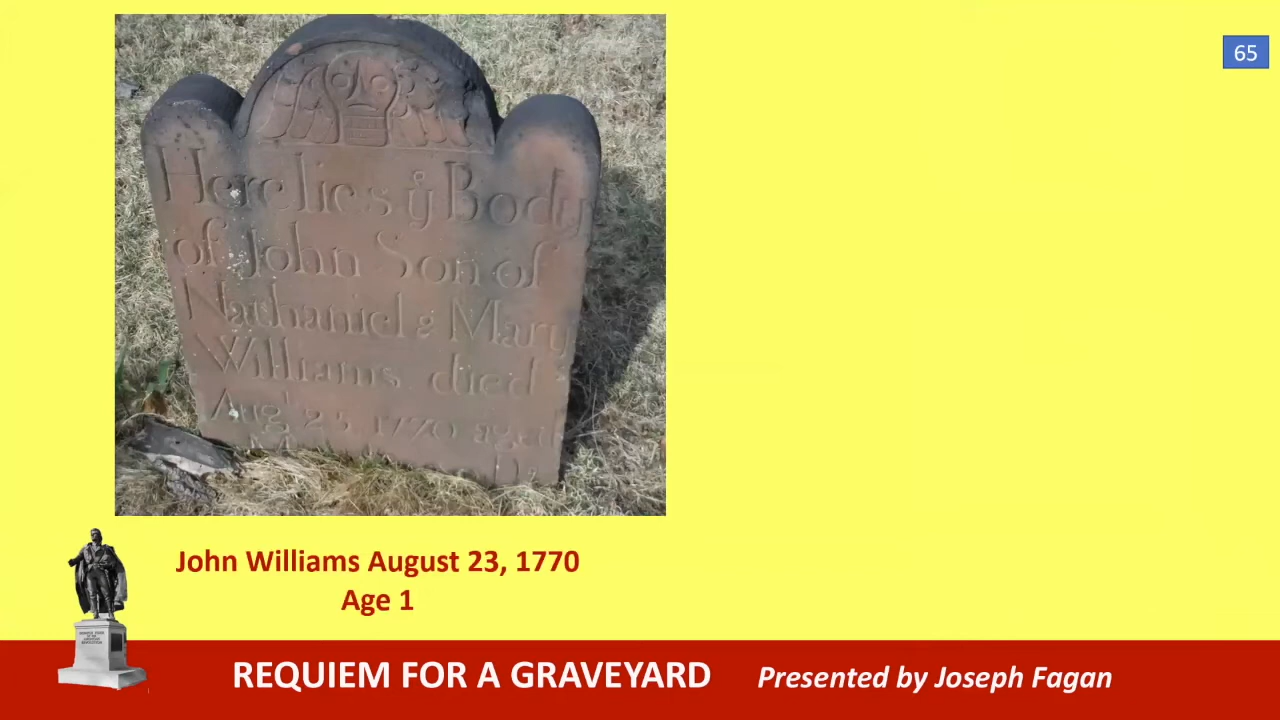 65
Here lies yͤ Body
of John Son of
Nathaniel & Mary
Williams died
Augt 23, 1770 aged
John Williams August 23, 1770
Age 1
REQUIEM FOR A GRAVEYARD Presented by Joseph Fagan